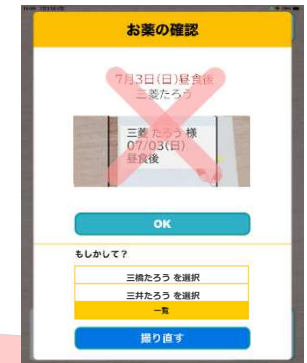 お薬の確認
7月3日(日)昼食後
三菱たろう
三菱 たろう 様
07/03(日)
昼食後
OK
もしかして?
三橋たろう を選択
三井たろう を選択
一覧
撮り直す